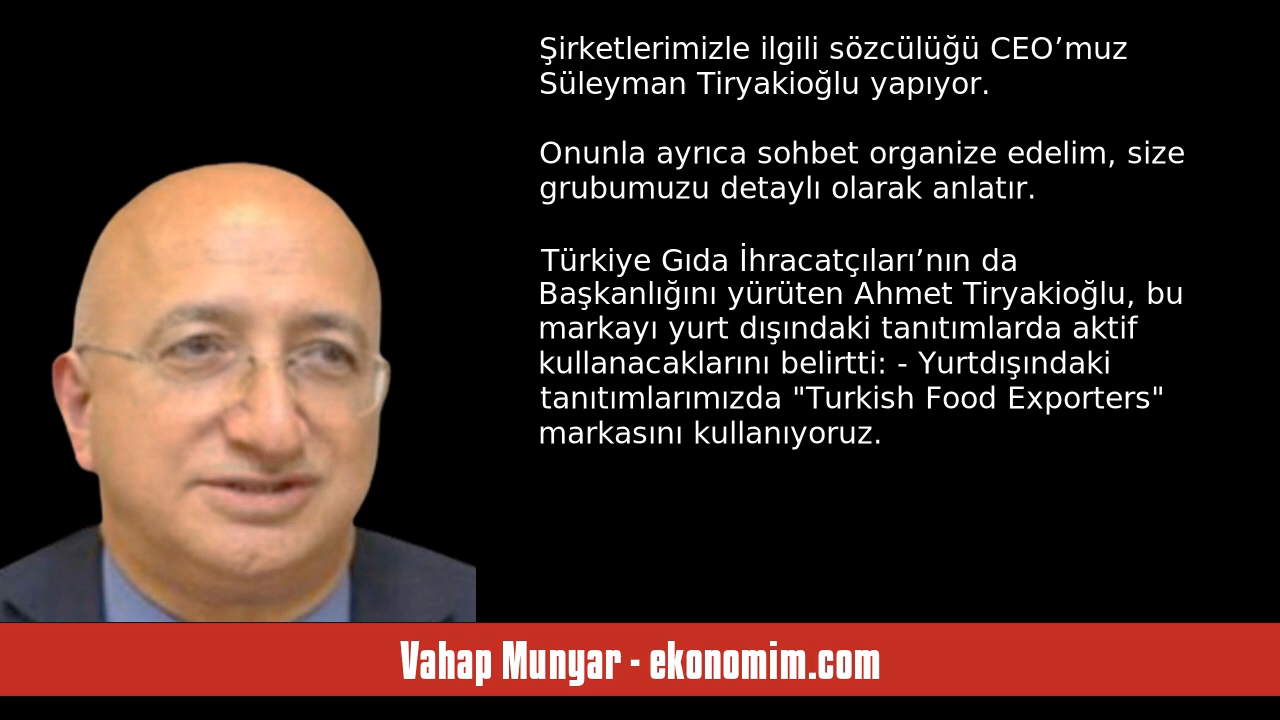 Şirketlerimizle ilgili sözcülüğü CEO’muz
Süleyman Tiryakioğlu yapıyor.
Onunla ayrıca sohbet organize edelim, size
grubumuzu detaylı olarak anlatır.
Türkiye Gıda İhracatçıları’nın da
Başkanlığını yürüten Ahmet Tiryakioğlu, bu
markayı yurt dışındaki tanıtımlarda aktif
kullanacaklarını belirtti: - Yurtdışındaki
tanıtımlarımızda "Turkish Food Exporters"
markasını kullanıyoruz.
Vahap Munyar - ekonomim.com